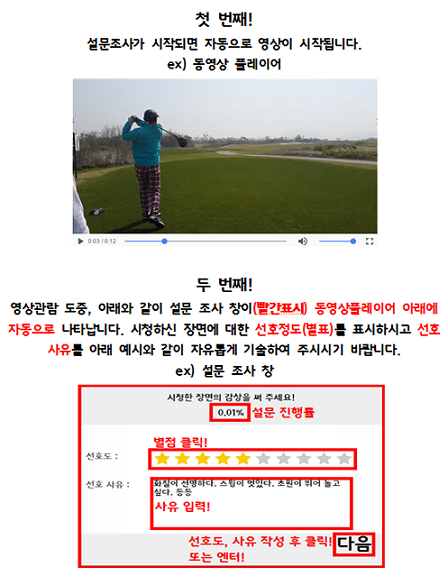 첫 번째!
설문조사가 시작되면 자동으로 영상이 시작됩니다.
ex) 동영상 플레이어
0:03 / 0:12
두 번째!
영상관람 도중, 아래와 같이 설문 조사 창이(빨간표시) 동영상플레이어 아래에
자동으로 나타납니다. 시청하신 장면에 대한 선호정도(별표)를 표시하시고 선호
사유를 아래 예시와 같이 자유롭게 기술하여 주시시기 바랍니다.
ex) 설문 조사 창
시청한 장면의 감상을 써 주세요!
0.01% 설문 진행률
별점 클릭!
선호도 :
선호 사유 : 화질이 선명하다. 스윙이 멋있다. 초원이 뛰어 놀고
싶다. 등등
사유 입력!
선호도, 사유 작성 후 클릭! 다음
또는 엔터!